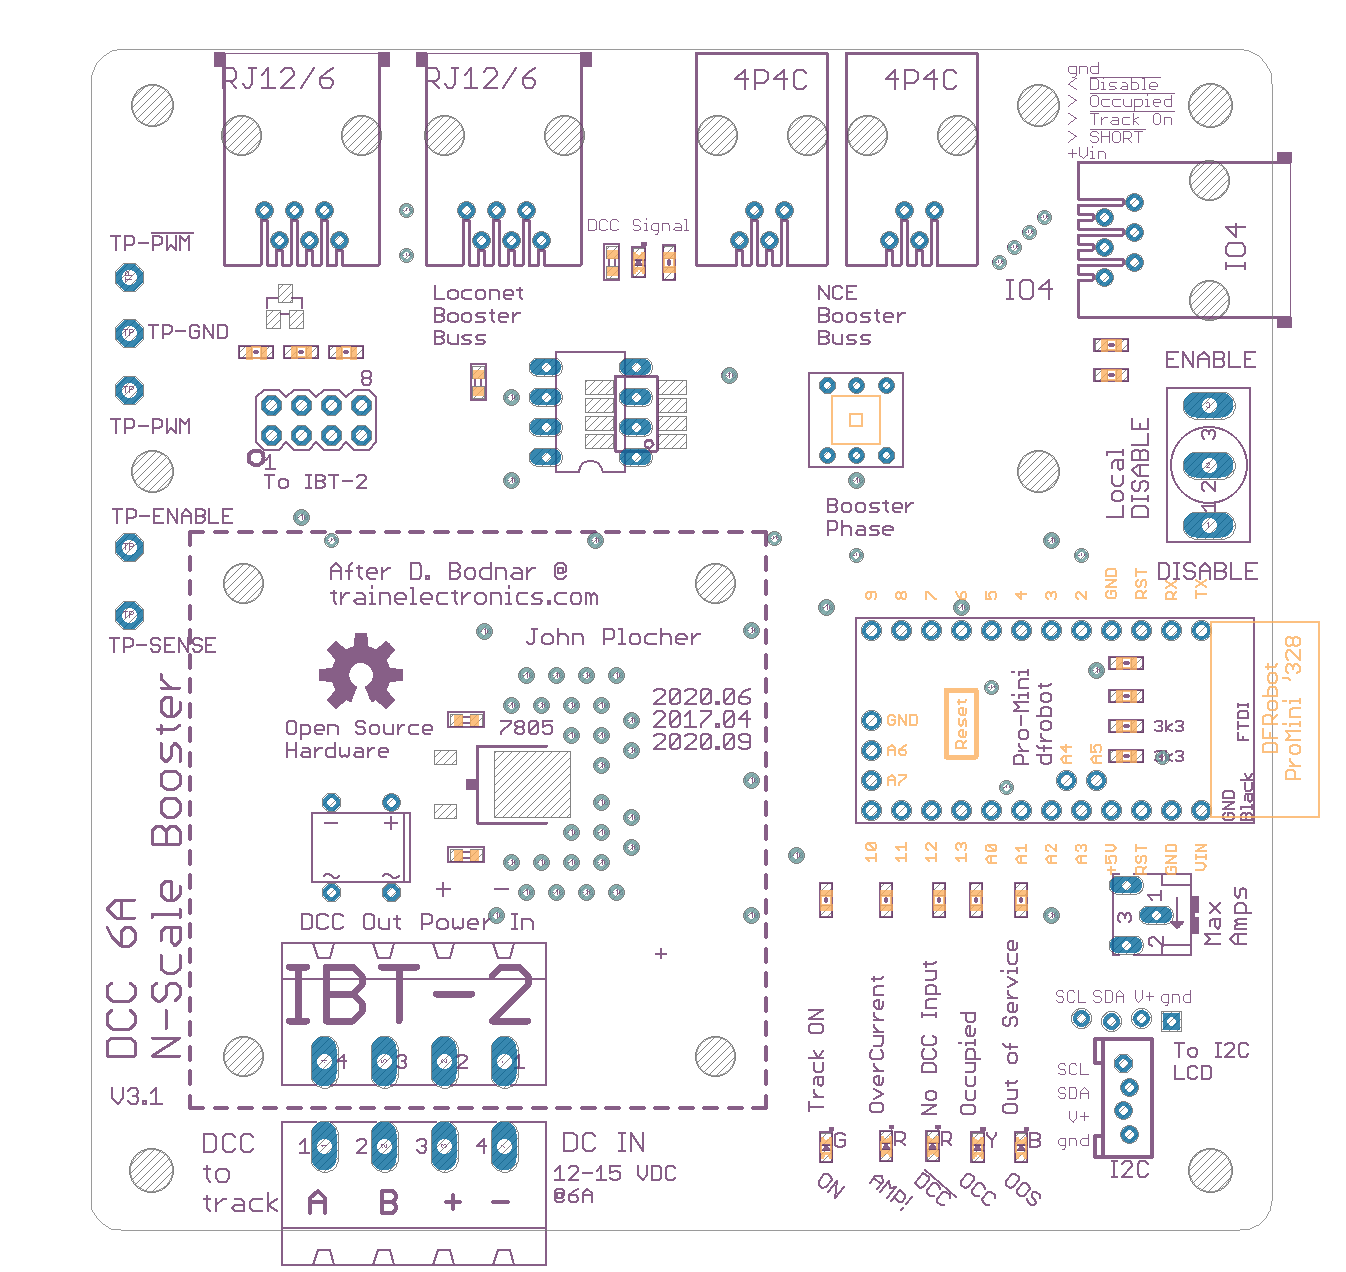 RJ12/6
RJ12/6
4P4C
4P4C
gnd
< Disable
> Occupied
> Track On
> SHORT
+Vin
DCC Signal
TP-PWM
TP
TP-GND
TP
TP
TP-PWM
Loconet
Booster
Buss
NCE
Booster
Buss
IO4
IO4
8
1
To IBT-2
ENABLE
3
2
1
Local
DISABLE
DISABLE
Booster
Phase
TP-ENABLE
TP
TP
TP-SENSE
After D. Bodnar @
trainelectronics.com
John Plocher
2020.06
2017.04
2020.09
Open Source
Hardware
7805
- +
~ ~
+ -
DCC Out Power In
+
IBT-2
4 3 2 1
DCC 6A
N-Scale Booster
V3.1
9 8 7 6 5 4 3 2 GND RST RX TX
GND
A6
A7
Reset
Pro-Mini
dfrobot
A4 A5
3k3
3k3
FTDI
GND
Black
DFRobot
ProMini '328
10 11 12 13 A0 A1 A2 A3 +5V RST GND VIN
1
3
2
Max
Amps
Track ON
OverCurrent
No DCC Input
Occupied
Out of Service
G R R Y B
ON AMP! DCC OCC OOS
SCL SDA V+ gnd
To I2C
LCD
SCL
SDA
V+
gnd
I2C
DCC
to
track
1 2 3 4
A B + -
DC IN
12-15 VDC
@6A